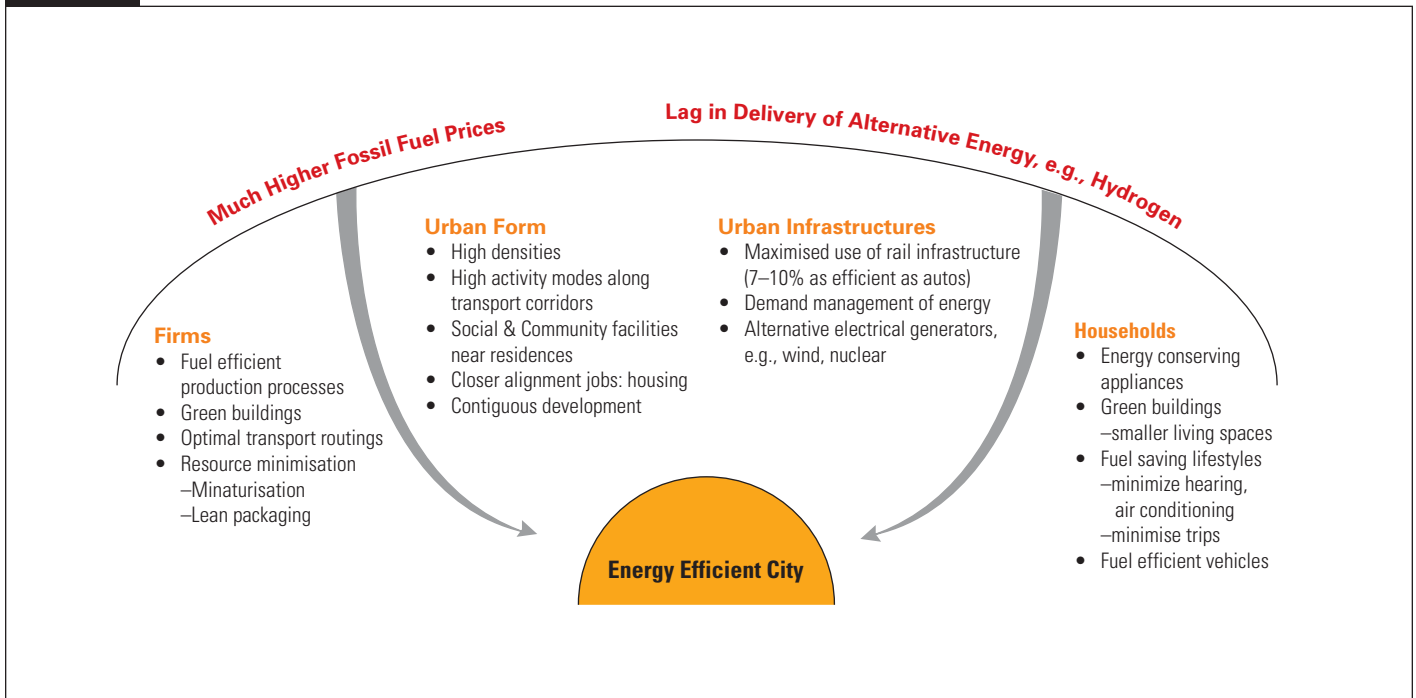 Much Higher Fossil Fuel Prices
Lag in Delivery of Alternative Energy, e.g., Hydrogen
Firms
• Fuel efficient
production processes
• Green buildings
• Optimal transport routings
• Resource minimisation
–Minaturisation
–Lean packaging
Urban Form
• High densities
• High activity modes along
transport corridors
• Social & Community facilities
near residences
• Closer alignment jobs: housing
• Contiguous development
Urban Infrastructures
• Maximised use of rail infrastructure
(7–10% as efficient as autos)
• Demand management of energy
• Alternative electrical generators,
e.g., wind, nuclear
Households
• Energy conserving
appliances
• Green buildings
–smaller living spaces
• Fuel saving lifestyles
–minimize hearing,
air conditioning
–minimise trips
• Fuel efficient vehicles
Energy Efficient City